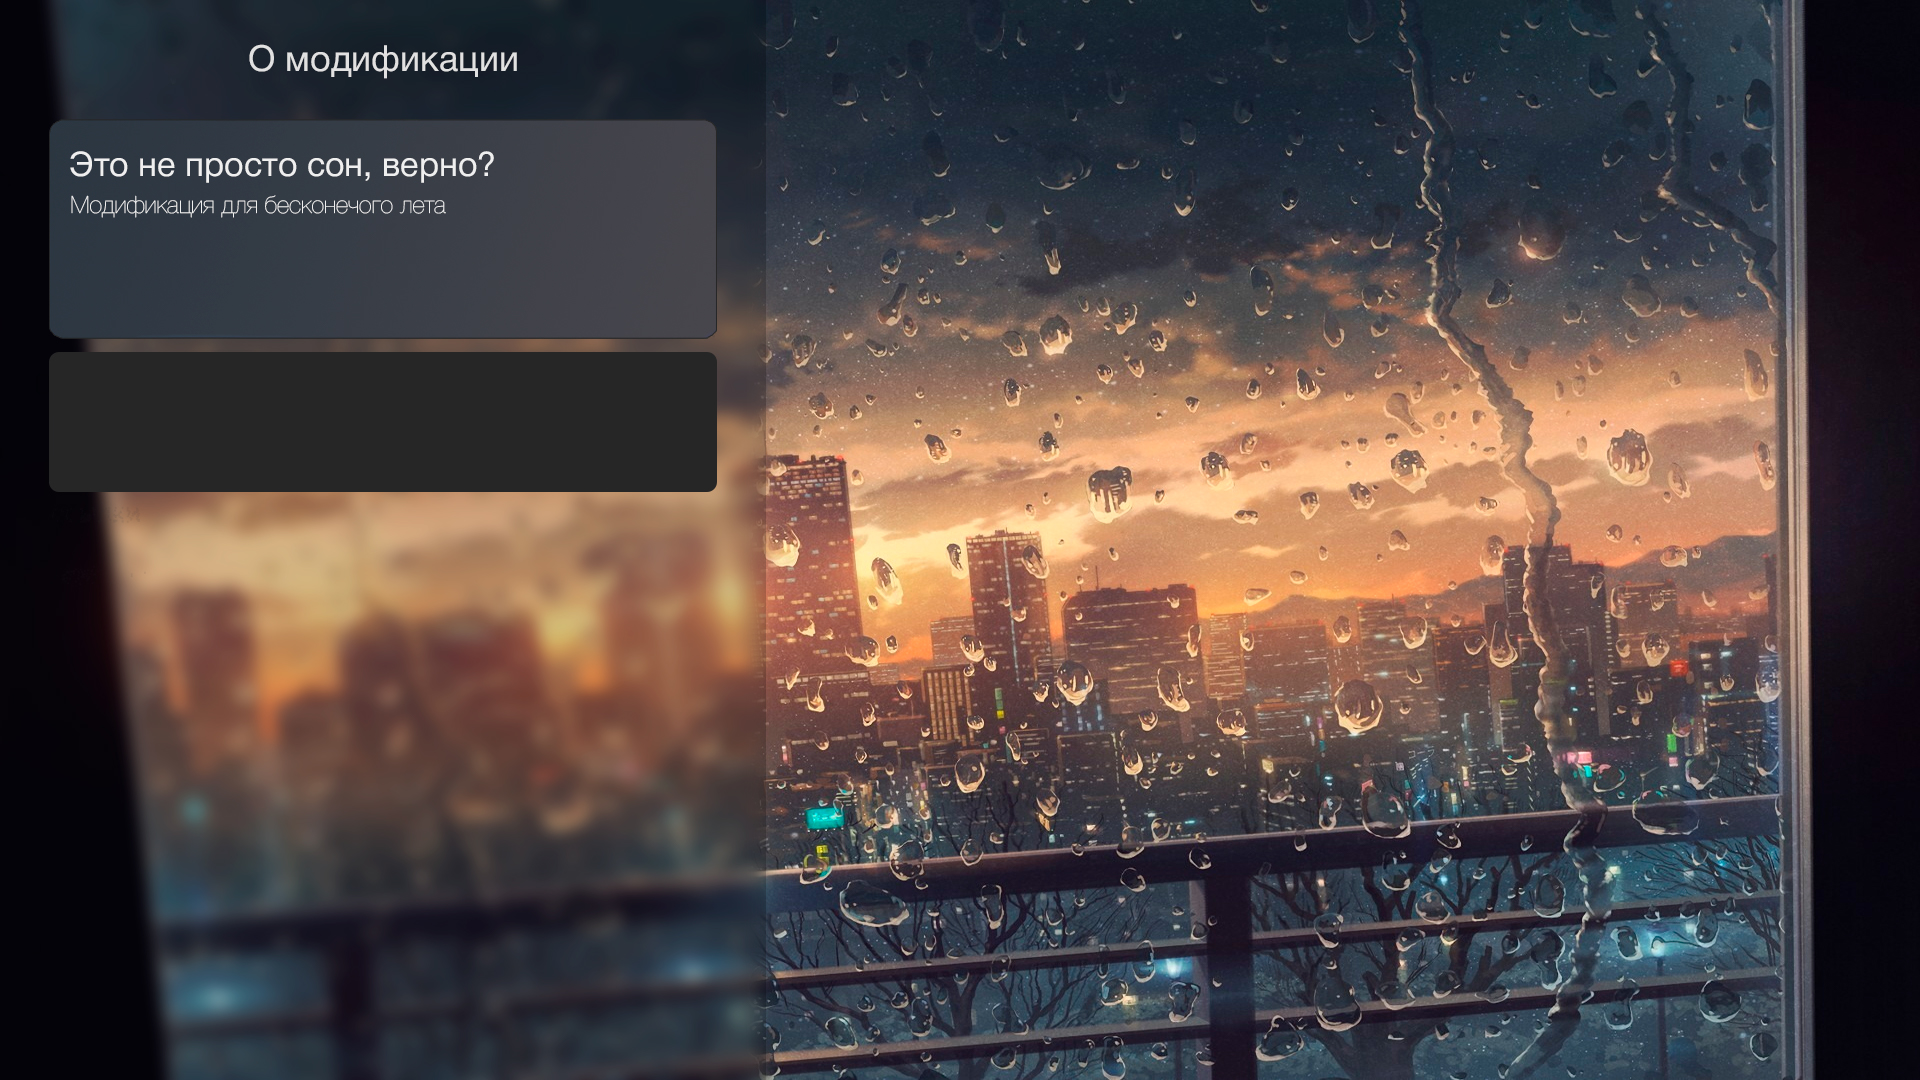 О модификации
Это не просто сон, верно?
Модификация для бесконечого лета